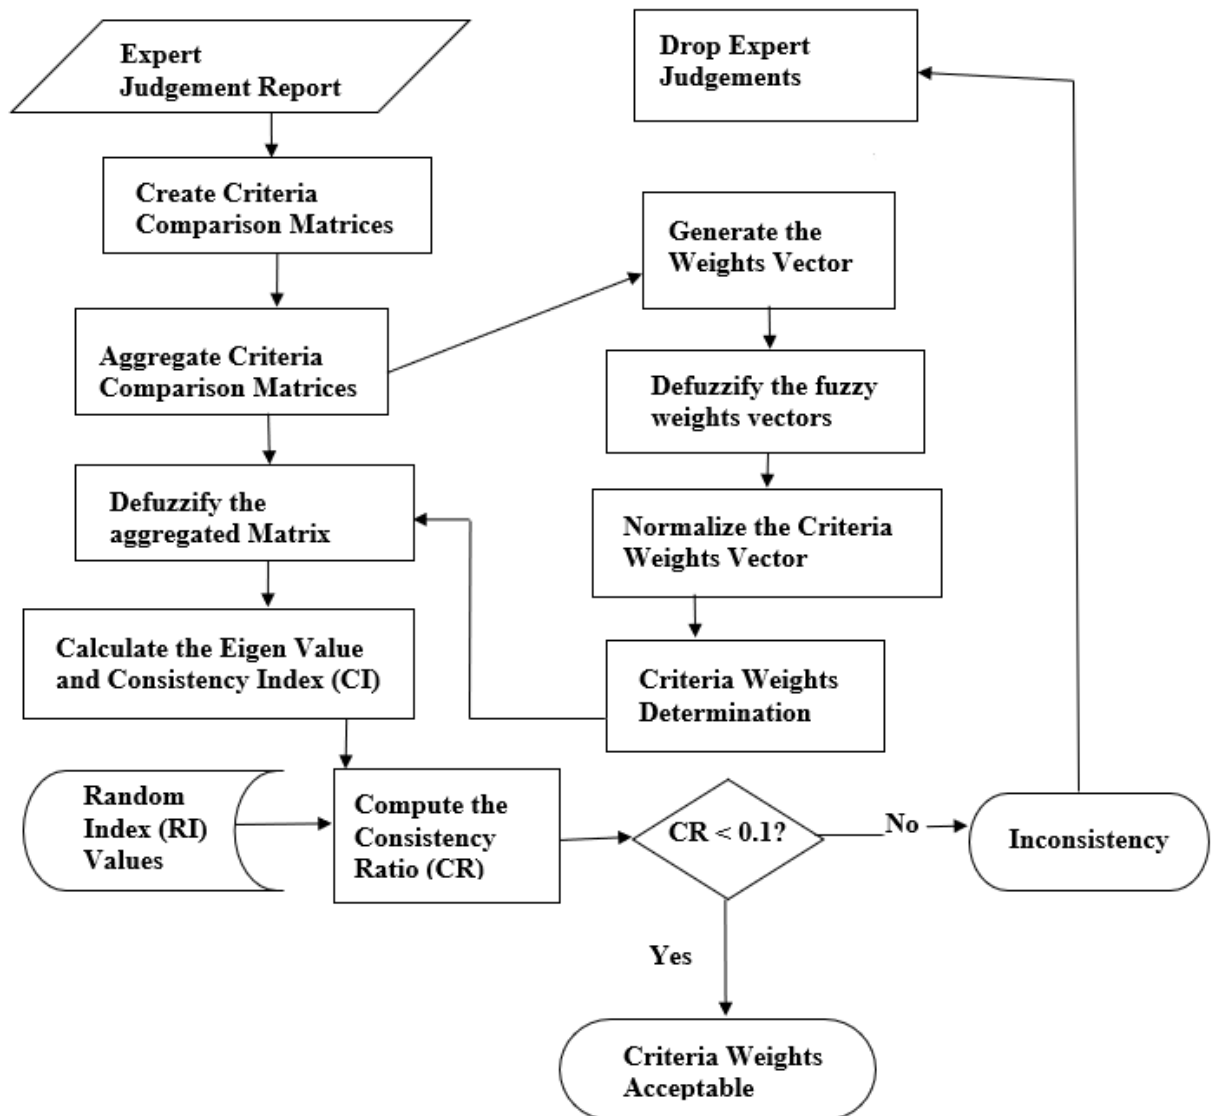 Expert
Judgement Report
Create Criteria
Comparison Matrices
Aggregate Criteria
Comparison Matrices
Defuzzify the
aggregated Matrix
Calculate the Eigen Value
and Consistency Index (CI)
Random
Index (RI)
Values
Compute the
Consistency
Ratio (CR)
Drop Expert
Judgements
Generate the
Weights Vector
Defuzzify the fuzzy
weights vectors
Normalize the Criteria
Weights Vector
Criteria Weights
Determination
CR < 0.1?
No
Inconsistency
Yes
Criteria Weights
Acceptable